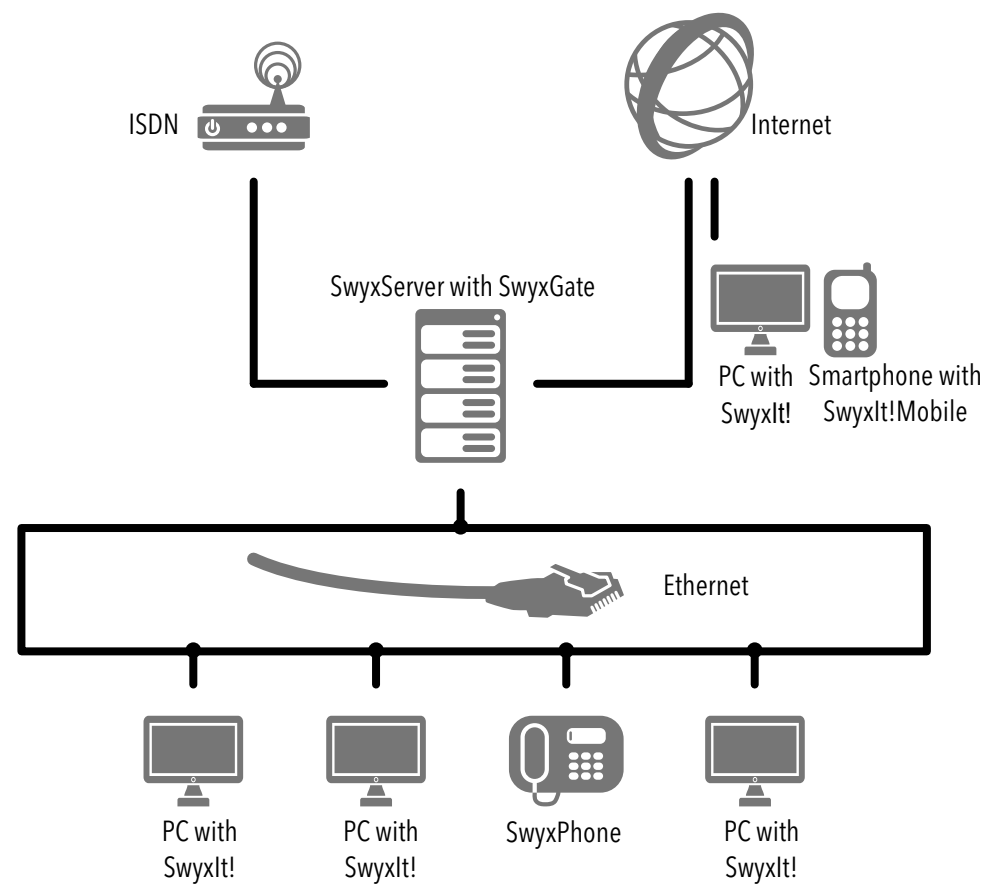 ISDN
Internet
SwyxServer with SwyxGate
PC with
SwyxIt!
Smartphone with
SwyxIt!Mobile
Ethernet
PC with
SwyxIt!
PC with
SwyxIt!
SwyxPhone
PC with
SwyxIt!